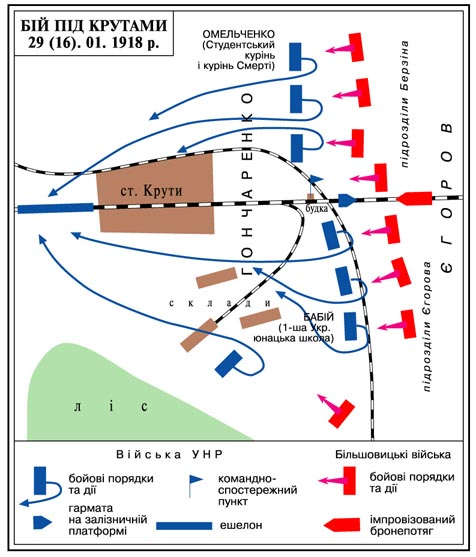 БІЙ ПІД КРУТАМИ
29 (16). 01. 1918 р.
ОМЕЛЬЧЕНКО
(Студентський
курінь
і курінь Смерті)
ГОНЧАРЕНКО
підрозділи Берзіна
ЄГОРОВ
ст. Крути
будка
склади
БАБІЙ
(1-ша Укр.
юнацька школа)
підрозділи Єгорова
ліс
Війська УНР
Більшовицькі війська
бойові порядки
та дії
командно-
спостережний
пункт
бойові порядки
та дії
гармата
на залізничній
платформі
ешелон
імпровізований
бронепотяг